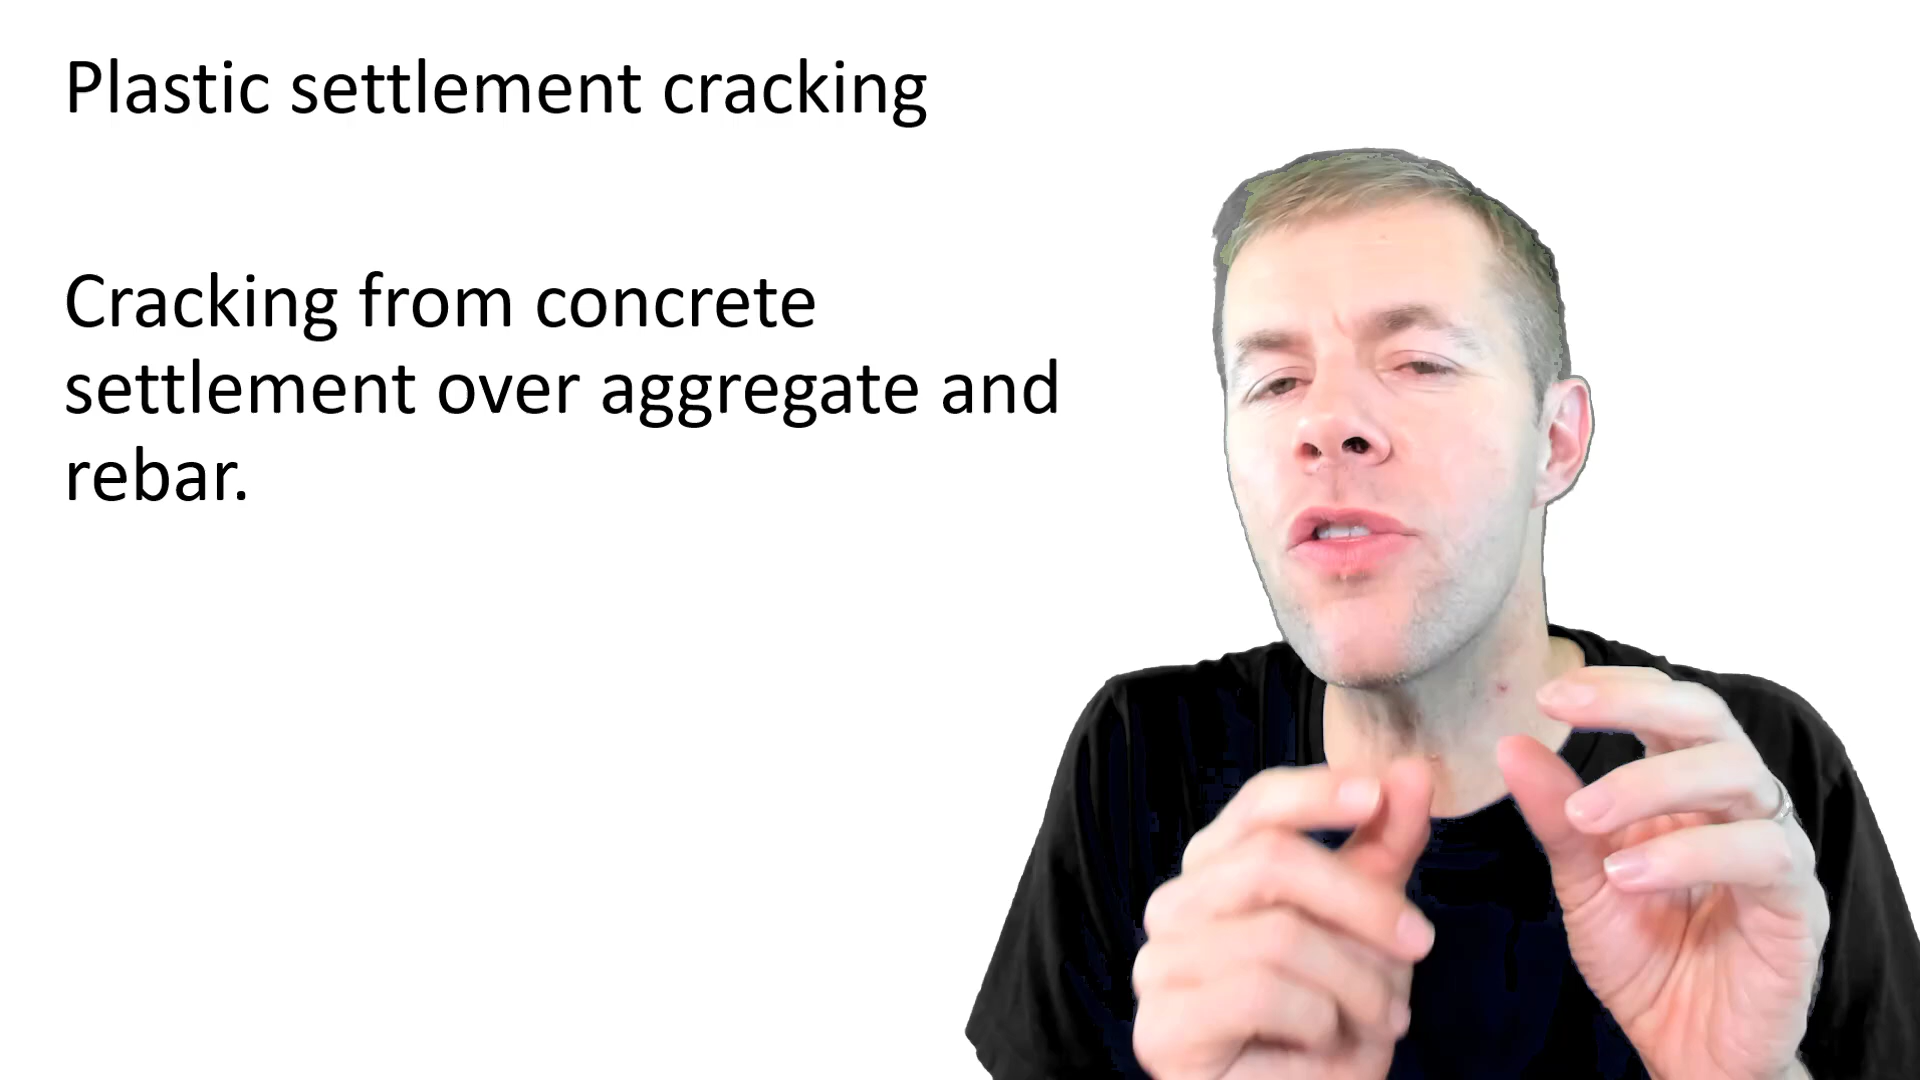 Plastic settlement cracking
Cracking from concrete
settlement over aggregate and
rebar.